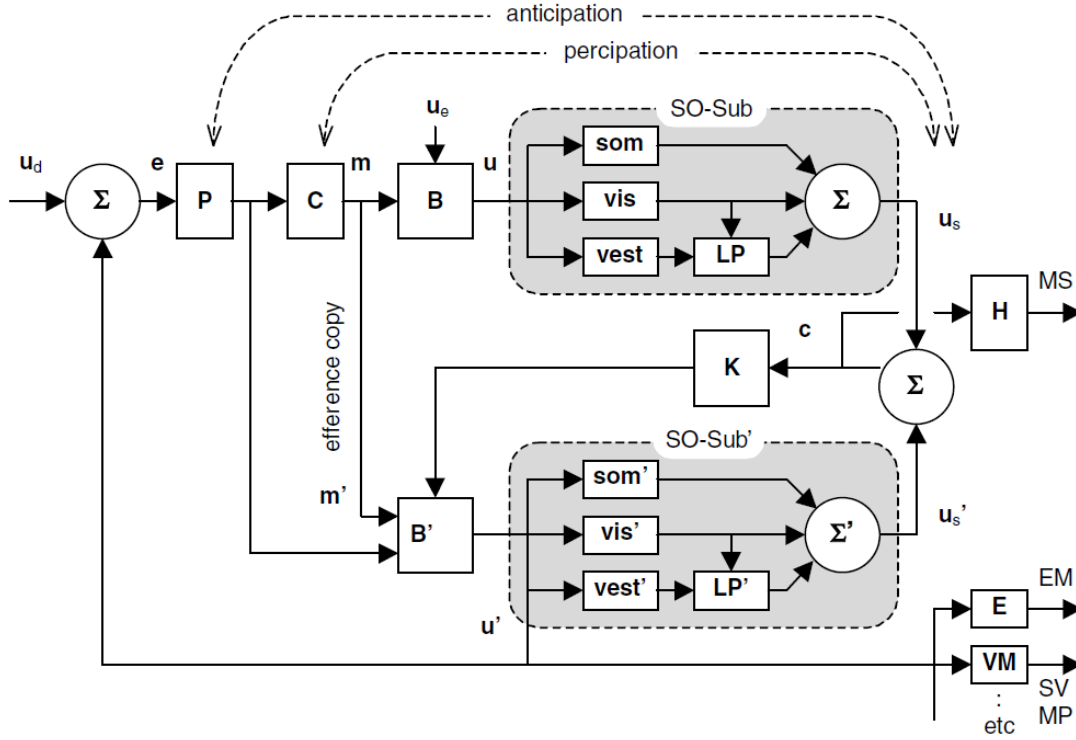 anticipation
percipation
u_e
SO-Sub
u_d
Σ
e
P
C
m
B
u
som
vis
vest
LP
Σ
u_s
MS
H
c
K
Σ
efference copy
SO-Sub'
m'
B'
som'
vis'
vest'
LP'
Σ'
u_s'
u'
EM
E
VM
SV
MP
:
etc